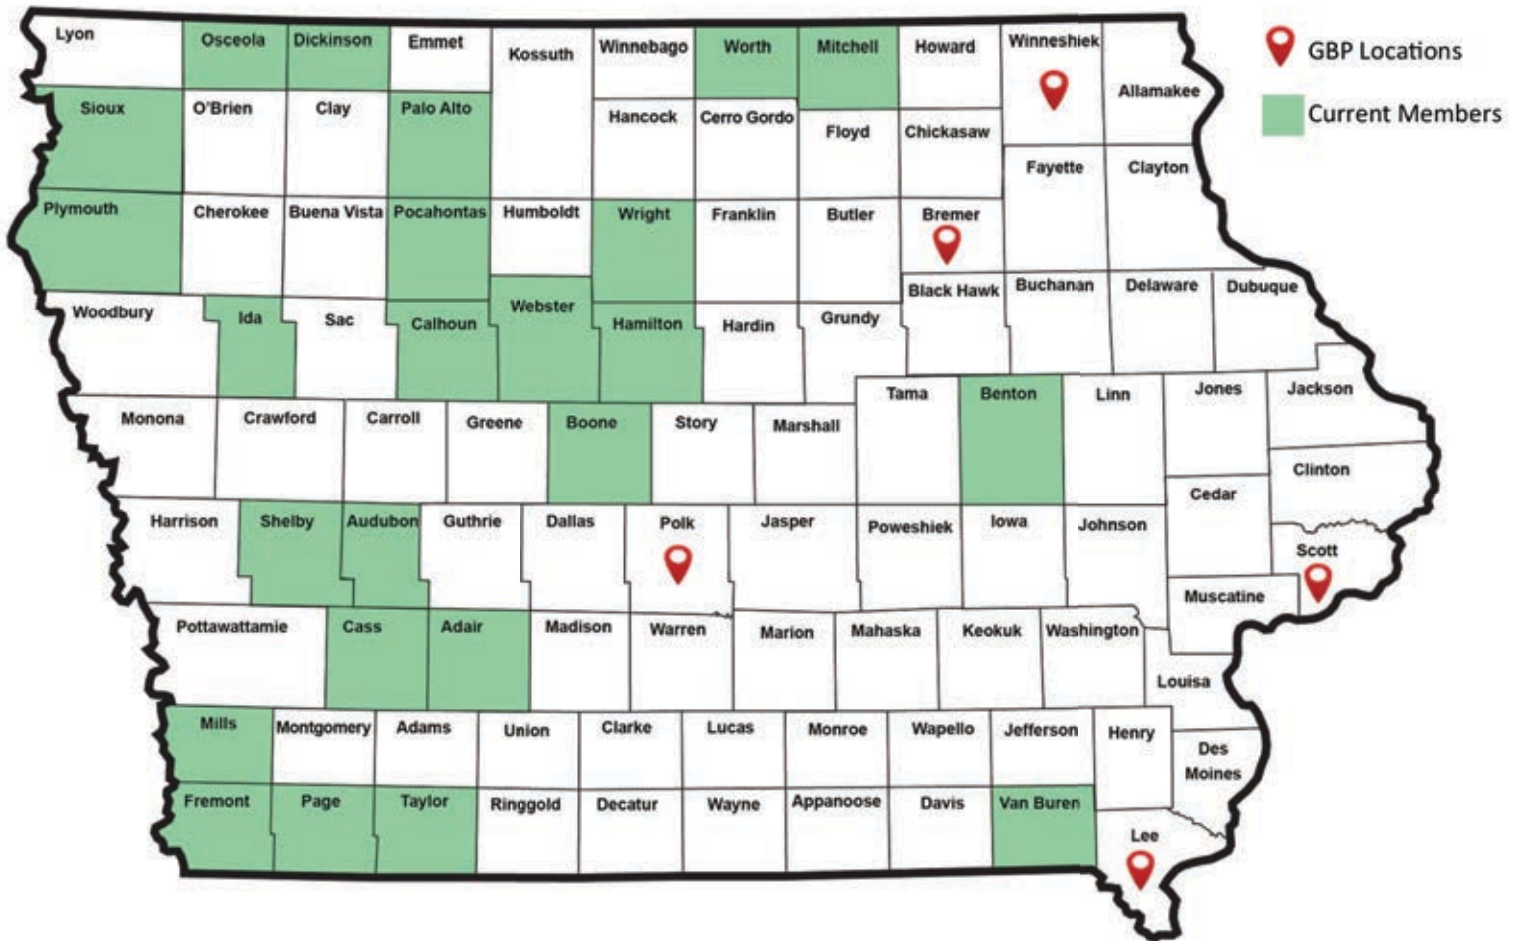 Lyon
Osceola
Dickinson
Emmet
Kossuth
Winnebago
Worth
Mitchell
Howard
Winneshiek
Allamakee
GBP Locations
Current Members
Sioux
O'Brien
Clay
Palo Alto
Hancock
Cerro Gordo
Floyd
Chickasaw
Fayette
Clayton
Plymouth
Cherokee
Buena Vista
Pocahontas
Humboldt
Wright
Franklin
Butler
Bremer
Woodbury
Ida
Sac
Calhoun
Webster
Hamilton
Hardin
Grundy
Black Hawk
Buchanan
Delaware
Dubuque
Monona
Crawford
Carroll
Greene
Boone
Story
Marshall
Tama
Benton
Linn
Jones
Jackson
Clinton
Cedar
Harrison
Shelby
Audubon
Guthrie
Dallas
Polk
Jasper
Poweshiek
Iowa
Johnson
Scott
Muscatine
Pottawattamie
Cass
Adair
Madison
Warren
Marion
Mahaska
Keokuk
Washington
Louisa
Mills
Montgomery
Adams
Union
Clarke
Lucas
Monroe
Wapello
Jefferson
Henry
Des
Moines
Fremont
Page
Taylor
Ringgold
Decatur
Wayne
Appanoose
Davis
Van Buren
Lee